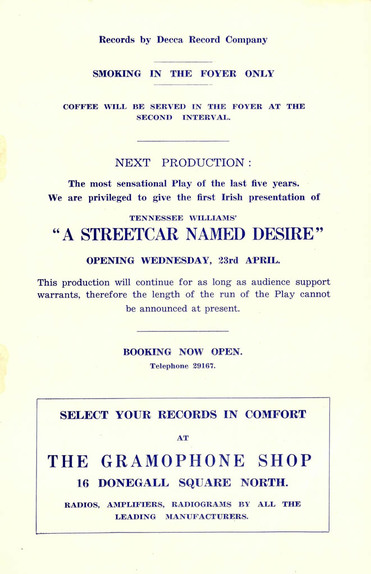 Records by Decca Record Company
SMOKING IN THE FOYER ONLY
COFFEE WILL BE SERVED IN THE FOYER AT THE
SECOND INTERVAL.
NEXT PRODUCTION :
The most sensational Play of the last five years.
We are privileged to give the first Irish presentation of
TENNESSEE WILLIAMS'
"A STREETCAR NAMED DESIRE"
OPENING WEDNESDAY, 23rd APRIL.
This production will continue for as long as audience support
warrants, therefore the length of the run of the Play cannot
be announced at present.
BOOKING NOW OPEN.
Telephone 29167.
SELECT YOUR RECORDS IN COMFORT
AT
THE GRAMOPHONE SHOP
16 DONEGALL SQUARE NORTH.
RADIOS, AMPLIFIERS, RADIOGRAMS BY ALL THE
LEADING MANUFACTURERS.